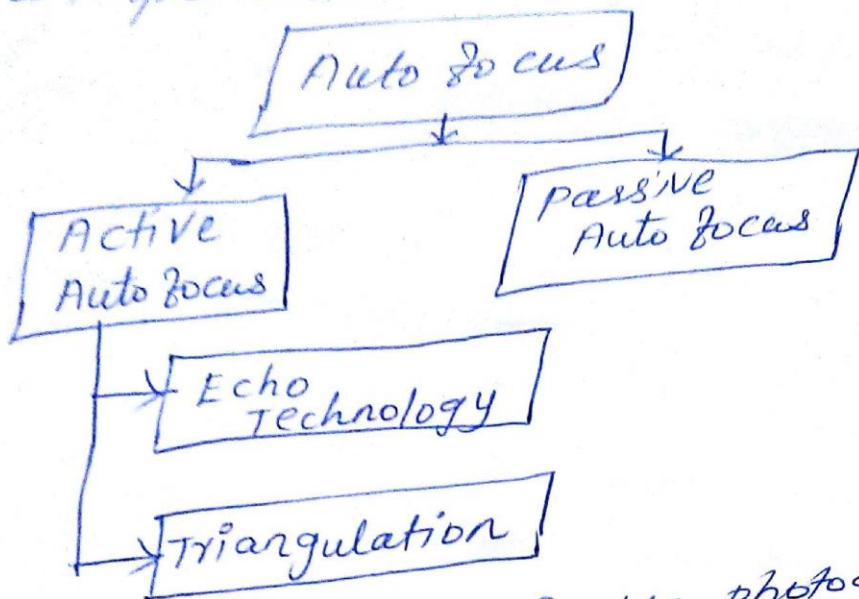 Auto focus
Active
Auto focus
Passive
Auto focus
Echo
Technology
Triangulation